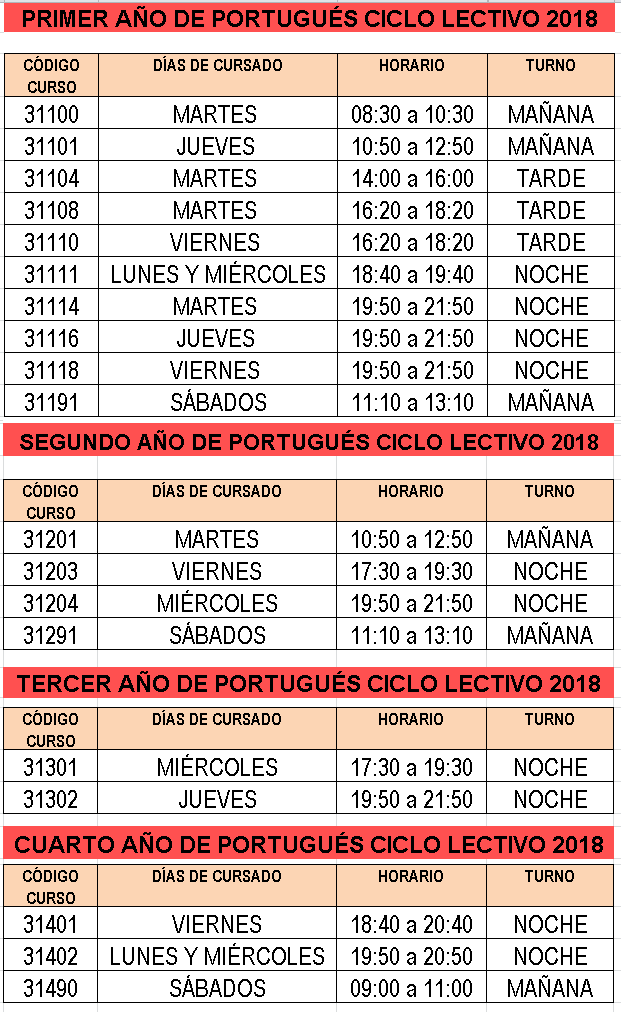 PRIMER AÑO DE PORTUGUÉS CICLO LECTIVO 2018
CÓDIGO CURSO DÍAS DE CURSADO HORARIO TURNO
31100 MARTES 08:30 a 10:30 MAÑANA
31101 JUEVES 10:50 a 12:50 MAÑANA
31104 MARTES 14:00 a 16:00 TARDE
31108 MARTES 16:20 a 18:20 TARDE
31110 VIERNES 16:20 a 18:20 TARDE
31111 LUNES Y MIÉRCOLES 18:40 a 19:40 NOCHE
31114 MARTES 19:50 a 21:50 NOCHE
31116 JUEVES 19:50 a 21:50 NOCHE
31118 VIERNES 19:50 a 21:50 NOCHE
31191 SÁBADOS 11:10 a 13:10 MAÑANA
SEGUNDO AÑO DE PORTUGUÉS CICLO LECTIVO 2018
CÓDIGO CURSO DÍAS DE CURSADO HORARIO TURNO
31201 MARTES 10:50 a 12:50 MAÑANA
31203 VIERNES 17:30 a 19:30 NOCHE
31204 MIÉRCOLES 19:50 a 21:50 NOCHE
31291 SÁBADOS 11:10 a 13:10 MAÑANA
TERCER AÑO DE PORTUGUÉS CICLO LECTIVO 2018
CÓDIGO CURSO DÍAS DE CURSADO HORARIO TURNO
31301 MIÉRCOLES 17:30 a 19:30 NOCHE
31302 JUEVES 19:50 a 21:50 NOCHE
CUARTO AÑO DE PORTUGUÉS CICLO LECTIVO 2018
CÓDIGO CURSO DÍAS DE CURSADO HORARIO TURNO
31401 VIERNES 18:40 a 20:40 NOCHE
31402 LUNES Y MIÉRCOLES 19:50 a 20:50 NOCHE
31490 SÁBADOS 09:00 a 11:00 MAÑANA